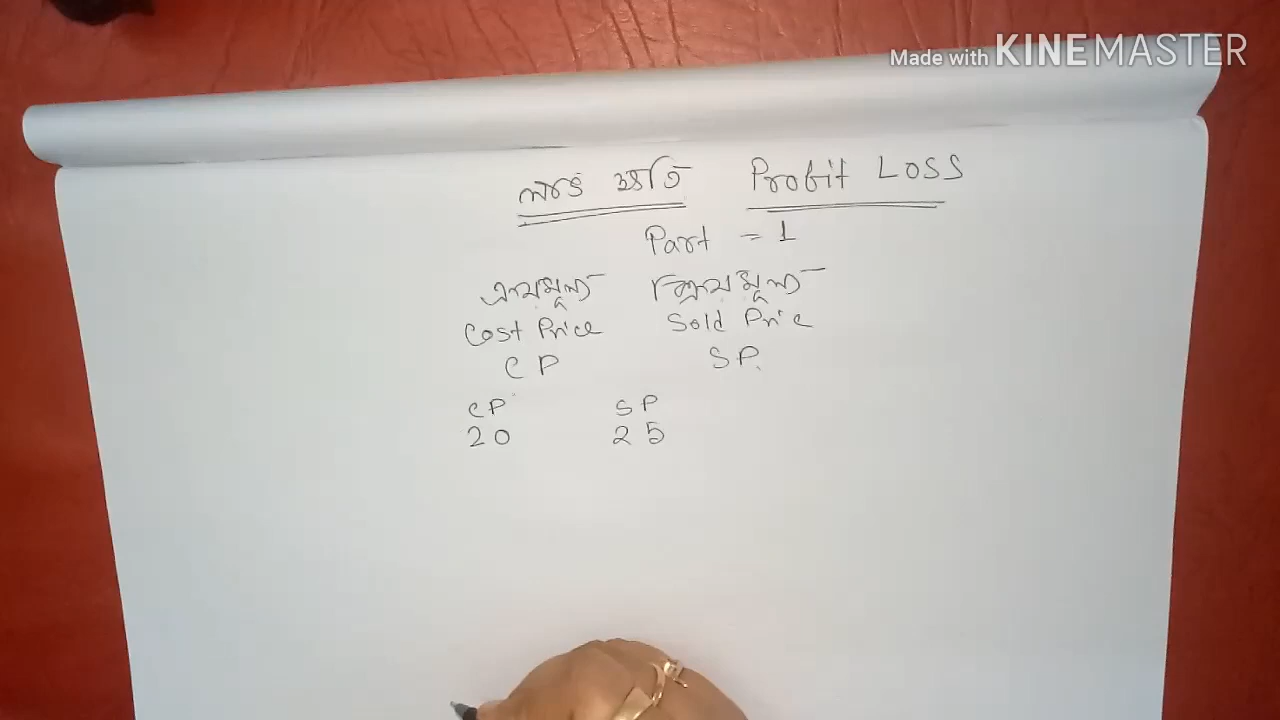 Made with KINEMASTER
লাভ ক্ষতি Profit Loss
Part = 1
ক্রয়মূল্য বিক্রয়মূল্য
Cost Price Sold Price
CP SP.
CP SP
20 25